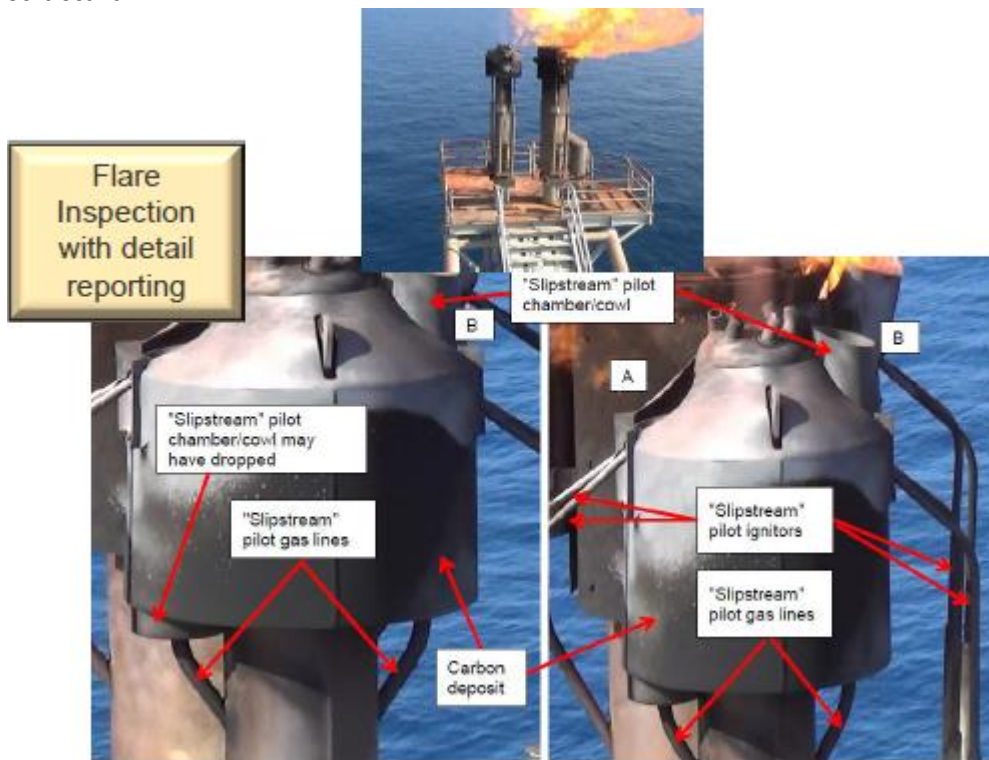 Flare
Inspection
with detail
reporting
"Slipstream" pilot
chamber/cowl
B
B
A
"Slipstream" pilot
chamber/cowl may
have dropped
"Slipstream"
pilot gas lines
"Slipstream"
pilot ignitors
"Slipstream"
pilot gas lines
Carbon
deposit